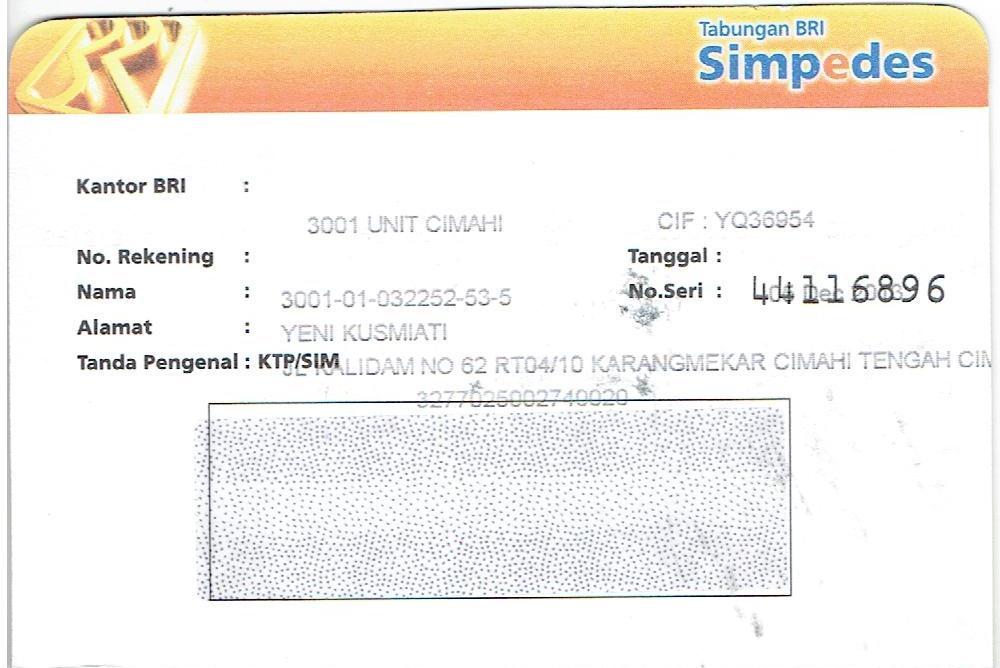 BRI
Tabungan BRI
Simpedes
Kantor BRI :
3001 UNIT CIMAHI CIF : YQ36954
No. Rekening : Tanggal :
Nama : 3001-01-032252-53-5 No.Seri : 44116896 Dec
Alamat : YENI KUSMIATI
Tanda Pengenal : KTP/SIM JL KALIDAM NO 62 RT04/10 KARANGMEKAR CIMAHI TENGAH CIM
3277025002740020